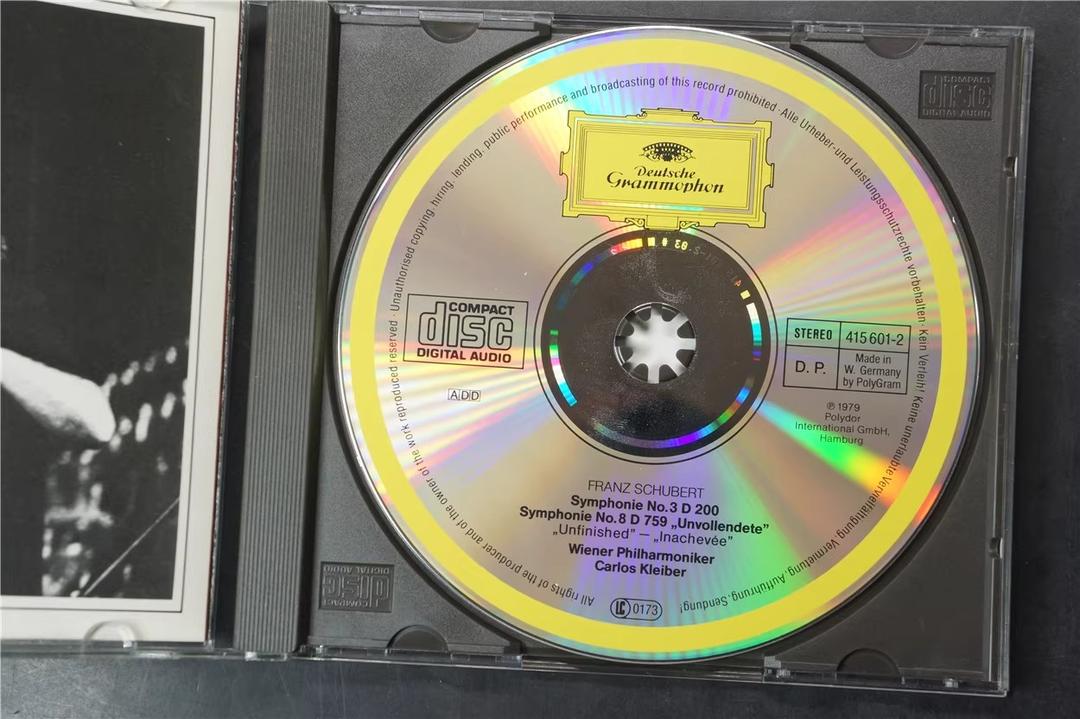 Unauthorised copying, hiring, lending, public performance and broadcasting of this record prohibited · Alle Urheber- und Leistungsschutzrechte vorbehalten · Kein Verleih! Keine unerlaubte Vervielfältigung, Vermietung, Aufführung, Sendung!
All rights of the producer and of the owner of the work reproduced reserved ·
Deutsche
Grammophon
COMPACT
disc
DIGITAL AUDIO
COMPACT
disc
DIGITAL AUDIO
ADD
STEREO
415 601-2
D. P.
Made in
W. Germany
by PolyGram
℗ 1979
Polydor
International GmbH,
Hamburg
FRANZ SCHUBERT
Symphonie No. 3 D 200
Symphonie No. 8 D 759 „Unvollendete”
„Unfinished” – „Inachevée”
Wiener Philharmoniker
Carlos Kleiber
LC 0173
COMPACT
disc
DIGITAL AUDIO